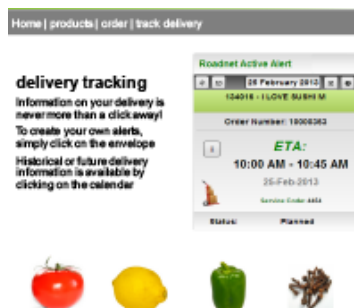 Home | products | order | track delivery
delivery tracking
Information on your delivery is
never more than a click away!
To create your own alerts,
simply click on the envelope
Historical or future delivery
information is available by
clicking on the calendar
Roadnet Active Alert
25 February 2013
134015 - I LOVE SUSHI M
Order Number: 10008363
ETA:
10:00 AM - 10:45 AM
25-Feb-2013
Service Code:
Status: Planned